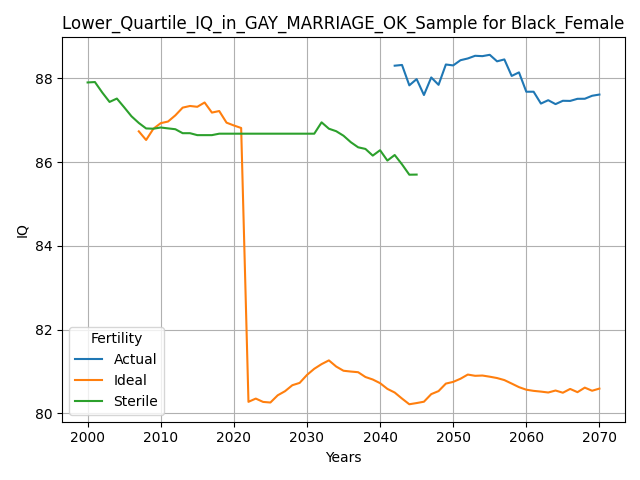 Lower_Quartile_IQ_in_GAY_MARRIAGE_OK_Sample for Black_Female
IQ
88
86
84
82
80
Fertility
Actual
Ideal
Sterile
2000 2010 2020 2030 2040 2050 2060 2070
Years